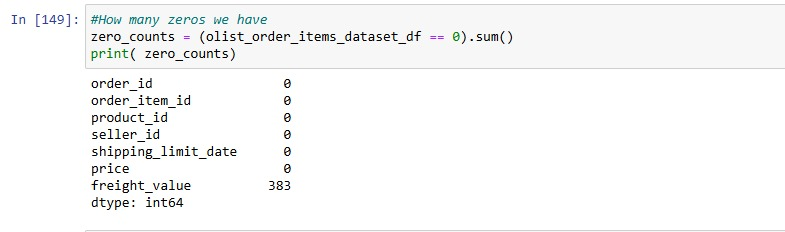 In [149]: #How many zeros we have
zero_counts = (olist_order_items_dataset_df == 0).sum()
print( zero_counts)
order_id 0
order_item_id 0
product_id 0
seller_id 0
shipping_limit_date 0
price 0
freight_value 383
dtype: int64